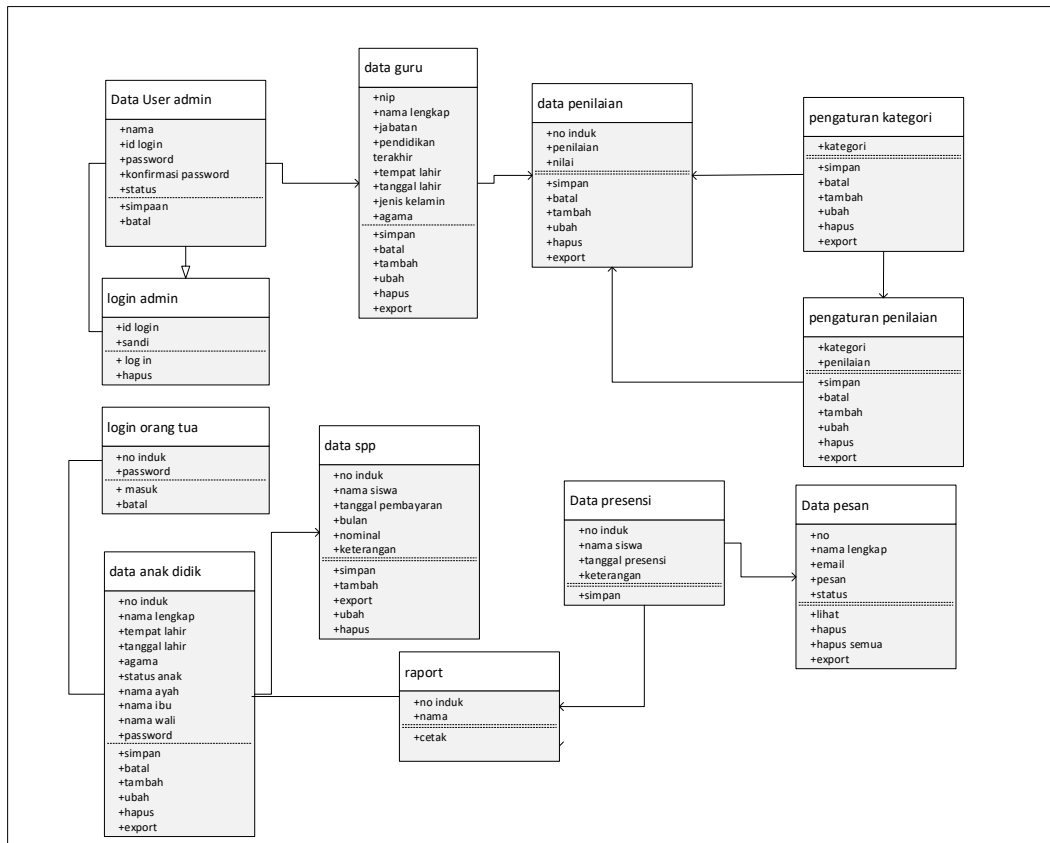 Data User admin
+nama
+id login
+password
+konfirmasi password
+status
+simpaan
+batal
login admin
+id login
+sandi
+ log in
+hapus
data guru
+nip
+nama lengkap
+jabatan
+pendidikan
terakhir
+tempat lahir
+tanggal lahir
+jenis kelamin
+agama
+simpan
+batal
+tambah
+ubah
+hapus
+export
data penilaian
+no induk
+penilaian
+nilai
+simpan
+batal
+tambah
+ubah
+hapus
+export
pengaturan kategori
+kategori
+simpan
+batal
+tambah
+ubah
+hapus
+export
pengaturan penilaian
+kategori
+penilaian
+simpan
+batal
+tambah
+ubah
+hapus
+export
login orang tua
+no induk
+password
+ masuk
+batal
data anak didik
+no induk
+nama lengkap
+tempat lahir
+tanggal lahir
+agama
+status anak
+nama ayah
+nama ibu
+nama wali
+password
+simpan
+batal
+tambah
+ubah
+hapus
+export
data spp
+no induk
+nama siswa
+tanggal pembayaran
+bulan
+nominal
+keterangan
+simpan
+tambah
+export
+ubah
+hapus
raport
+no induk
+nama
+cetak
Data presensi
+no induk
+nama siswa
+tanggal presensi
+keterangan
+simpan
Data pesan
+no
+nama lengkap
+email
+pesan
+status
+lihat
+hapus
+hapus semua
+export